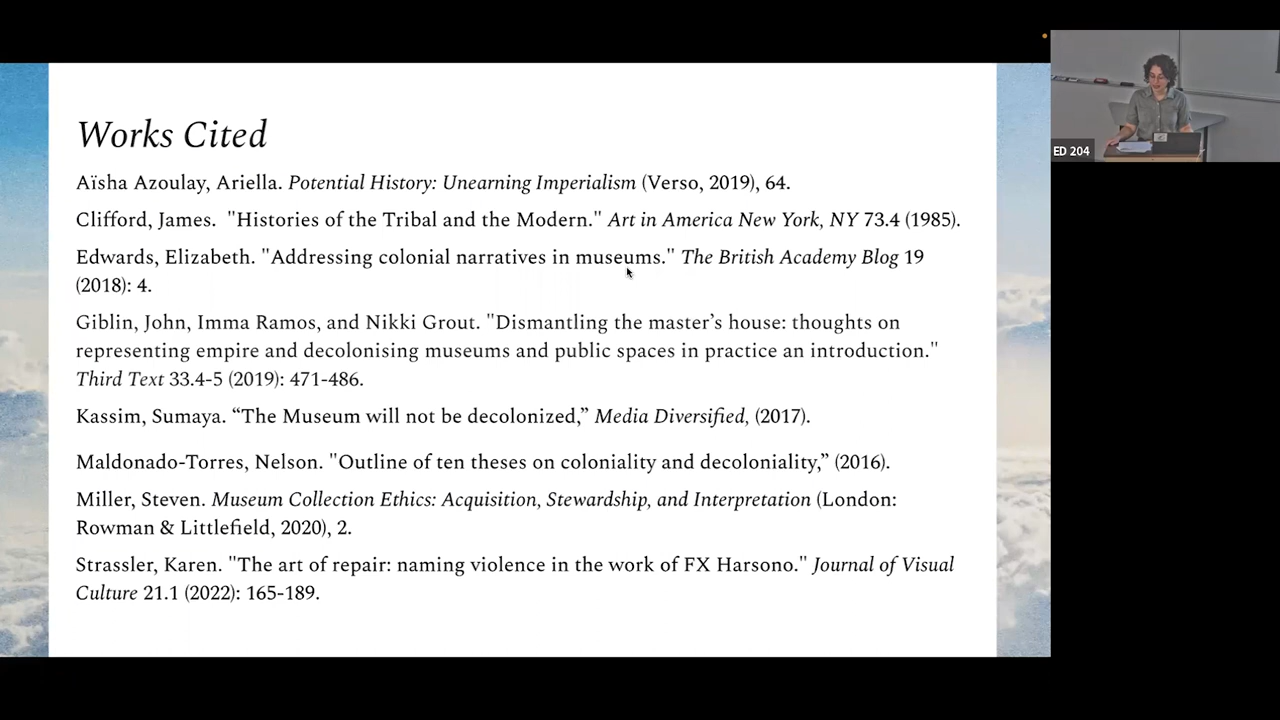 Works Cited
Aïsha Azoulay, Ariella. Potential History: Unearning Imperialism (Verso, 2019), 64.
Clifford, James.  "Histories of the Tribal and the Modern." Art in America New York, NY 73.4 (1985).
Edwards, Elizabeth. "Addressing colonial narratives in museums." The British Academy Blog 19
(2018): 4.
Giblin, John, Imma Ramos, and Nikki Grout. "Dismantling the master’s house: thoughts on
representing empire and decolonising museums and public spaces in practice an introduction."
Third Text 33.4-5 (2019): 471-486.
Kassim, Sumaya. “The Museum will not be decolonized,” Media Diversified, (2017).
Maldonado-Torres, Nelson. "Outline of ten theses on coloniality and decoloniality,” (2016).
Miller, Steven. Museum Collection Ethics: Acquisition, Stewardship, and Interpretation (London:
Rowman & Littlefield, 2020), 2.
Strassler, Karen. "The art of repair: naming violence in the work of FX Harsono." Journal of Visual
Culture 21.1 (2022): 165-189.
ED 204